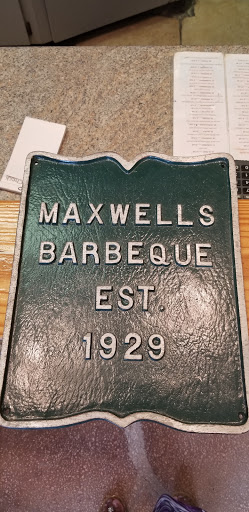 MAXWELLS
BARBEQUE
EST.
1929